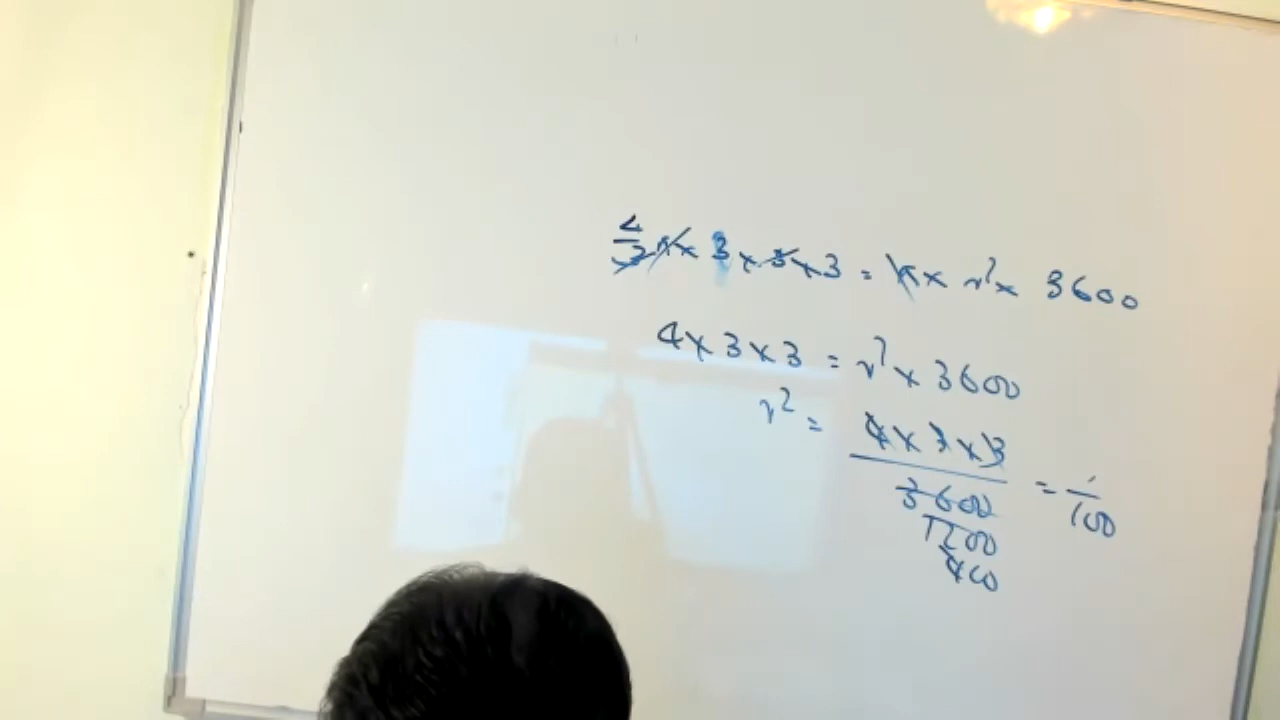 4/3 π x 3 x 3 x 3 = π x r² x 3600
4 x 3 x 3 = r² x 3600
r² = 4 x 3 x 3 / 3600 = 1/100
1200
400